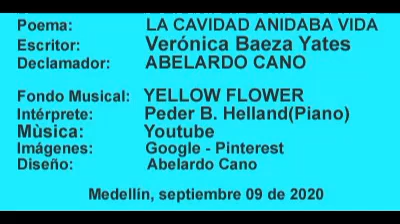 Poema: LA CAVIDAD ANIDABA VIDA
Escritor: Verónica Baeza Yates
Declamador: ABELARDO CANO
Fondo Musical: YELLOW FLOWER
Intérprete: Peder B. Helland(Piano)
Mùsica: Youtube
Imágenes: Google - Pinterest
Diseño: Abelardo Cano
Medellín, septiembre 09 de 2020